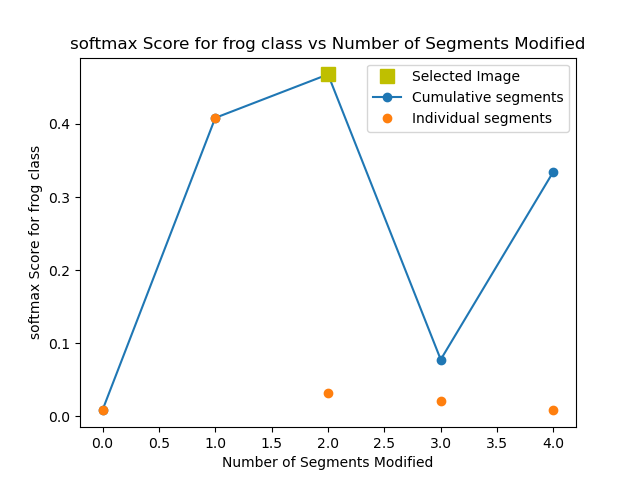 softmax Score for frog class vs Number of Segments Modified
Selected Image
Cumulative segments
Individual segments
softmax Score for frog class
0.4
0.3
0.2
0.1
0.0
0.0 0.5 1.0 1.5 2.0 2.5 3.0 3.5 4.0
Number of Segments Modified